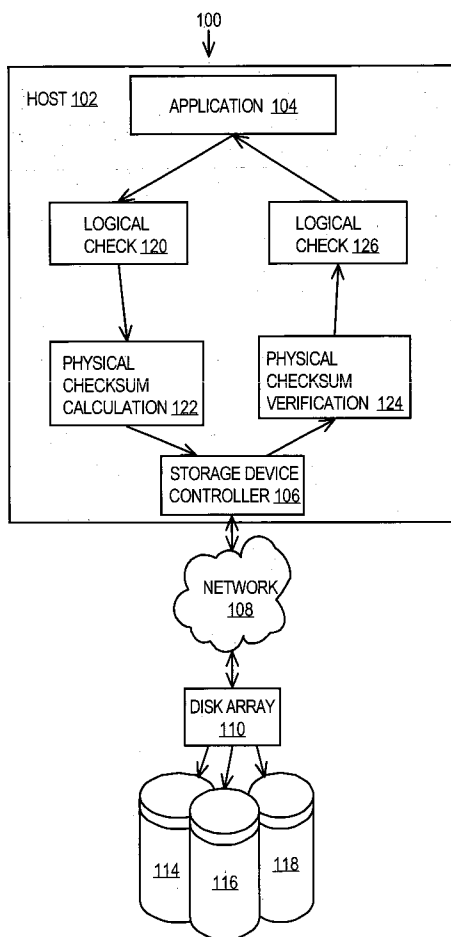 100
HOST 102
APPLICATION 104
LOGICAL
CHECK 120
LOGICAL
CHECK 126
PHYSICAL
CHECKSUM
CALCULATION 122
PHYSICAL
CHECKSUM
VERIFICATION 124
STORAGE DEVICE
CONTROLLER 106
NETWORK
108
DISK ARRAY
110
114
116
118